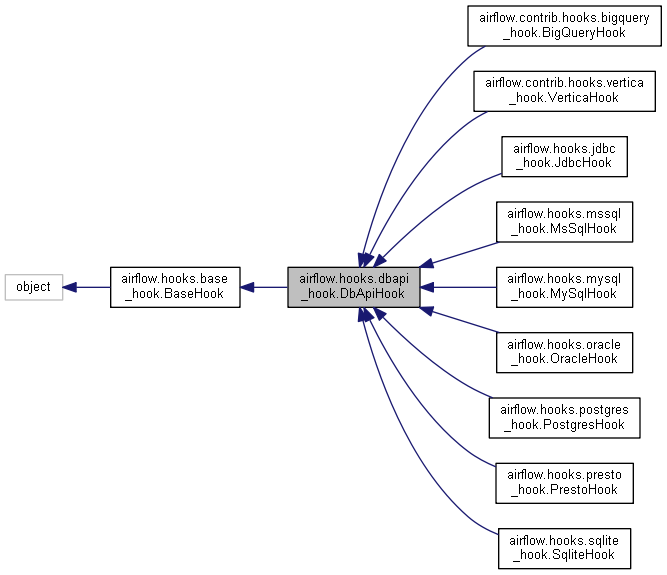 airflow.contrib.hooks.bigquery
_hook.BigQueryHook
airflow.contrib.hooks.vertica
_hook.VerticaHook
airflow.hooks.jdbc
_hook.JdbcHook
airflow.hooks.mssql
_hook.MsSqlHook
object
airflow.hooks.base
_hook.BaseHook
airflow.hooks.dbapi
_hook.DbApiHook
airflow.hooks.mysql
_hook.MySqlHook
airflow.hooks.oracle
_hook.OracleHook
airflow.hooks.postgres
_hook.PostgresHook
airflow.hooks.presto
_hook.PrestoHook
airflow.hooks.sqlite
_hook.SqliteHook